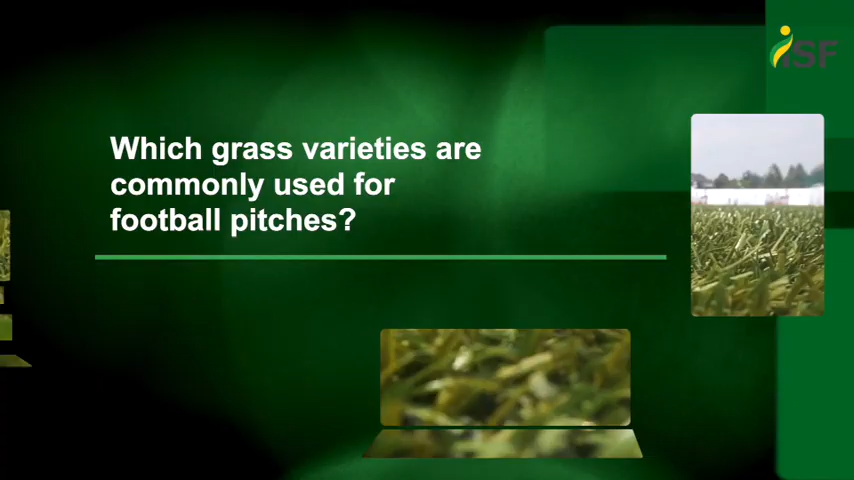 iSF
Which grass varieties are
commonly used for
football pitches?